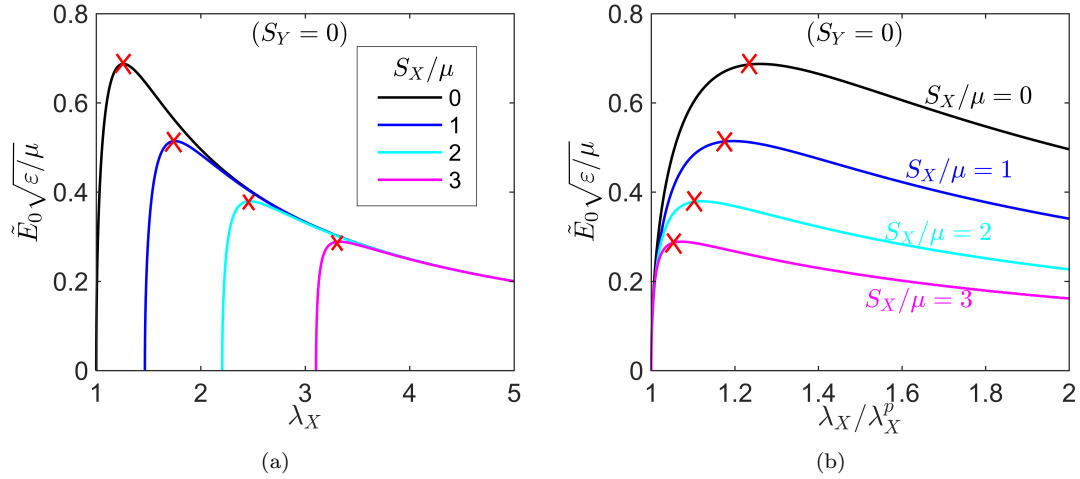 (S_Y = 0)
S_X/μ
0
1
2
3
0.8
0.6
0.4
0.2
0
Ẽ_0√ε/μ
1 2 3 4 5
λ_X
(a)
(S_Y = 0)
S_X/μ = 0
S_X/μ = 1
S_X/μ = 2
S_X/μ = 3
0.8
0.6
0.4
0.2
0
Ẽ_0√ε/μ
1 1.2 1.4 1.6 1.8 2
λ_X/λ_X^p
(b)